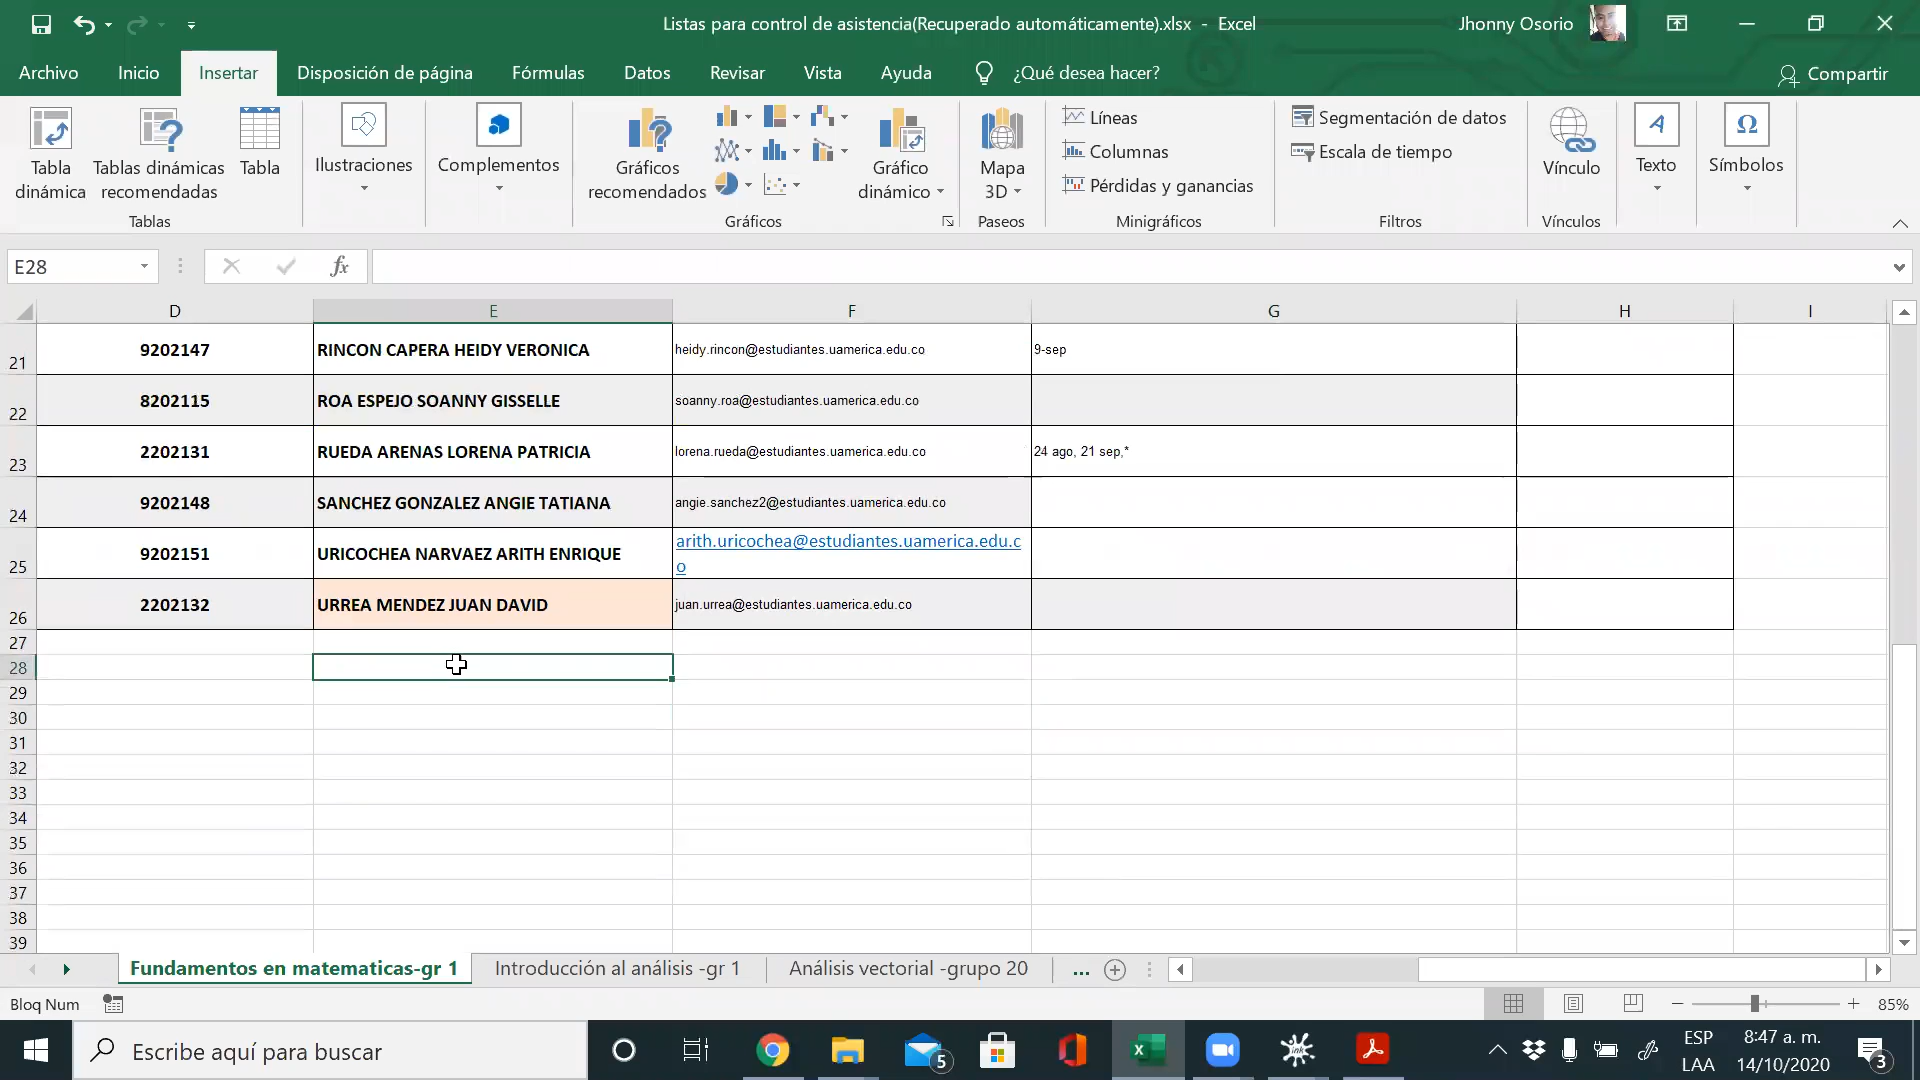 Listas para control de asistencia(Recuperado automáticamente).xlsx - Excel
Jhonny Osorio
Archivo Inicio Insertar Disposición de página Fórmulas Datos Revisar Vista Ayuda ¿Qué desea hacer? Compartir
Tabla dinámica
Tablas dinámicas recomendadas
Tabla
Tablas
Ilustraciones
Complementos
Gráficos recomendados
Gráfico dinámico
Gráficos
Mapa 3D
Paseos
Líneas
Columnas
Pérdidas y ganancias
Minigráficos
Segmentación de datos
Escala de tiempo
Filtros
Vínculo
Vínculos
Texto
Símbolos
E28 fx
D E F G H I
21 9202147 RINCON CAPERA HEIDY VERONICA heidy.rincon@estudiantes.uamerica.edu.co 9-sep
22 8202115 ROA ESPEJO SOANNY GISSELLE soanny.roa@estudiantes.uamerica.edu.co
23 2202131 RUEDA ARENAS LORENA PATRICIA lorena.rueda@estudiantes.uamerica.edu.co 24 ago, 21 sep,*
24 9202148 SANCHEZ GONZALEZ ANGIE TATIANA angie.sanchez2@estudiantes.uamerica.edu.co
25 9202151 URICOCHEA NARVAEZ ARITH ENRIQUE arith.uricochea@estudiantes.uamerica.edu.c
o
26 2202132 URREA MENDEZ JUAN DAVID juan.urrea@estudiantes.uamerica.edu.co
27
28
29
30
31
32
33
34
35
36
37
38
39
Fundamentos en matematicas-gr 1 Introducción al análisis -gr 1 Análisis vectorial -grupo 20 ...
Bloq Num 85%
Escribe aquí para buscar
5
ESP
LAA
8:47 a. m.
14/10/2020
3